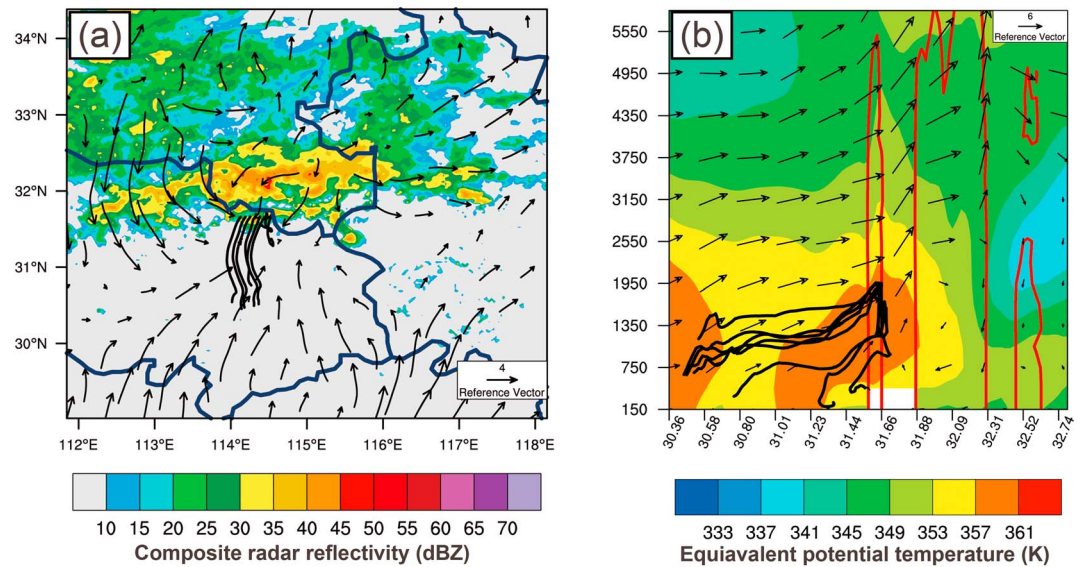 (a)
34°N
33°N
32°N
31°N
30°N
4
Reference Vector
112°E 113°E 114°E 115°E 116°E 117°E 118°E
10 15 20 25 30 35 40 45 50 55 60 65 70
Composite radar reflectivity (dBZ)
(b)
6
Reference Vector
5550
4950
4350
3750
3150
2550
1950
1350
750
150
30.36 30.58 30.80 31.01 31.23 31.44 31.66 31.88 32.09 32.31 32.52 32.74
333 337 341 345 349 353 357 361
Equiavalent potential temperature (K)